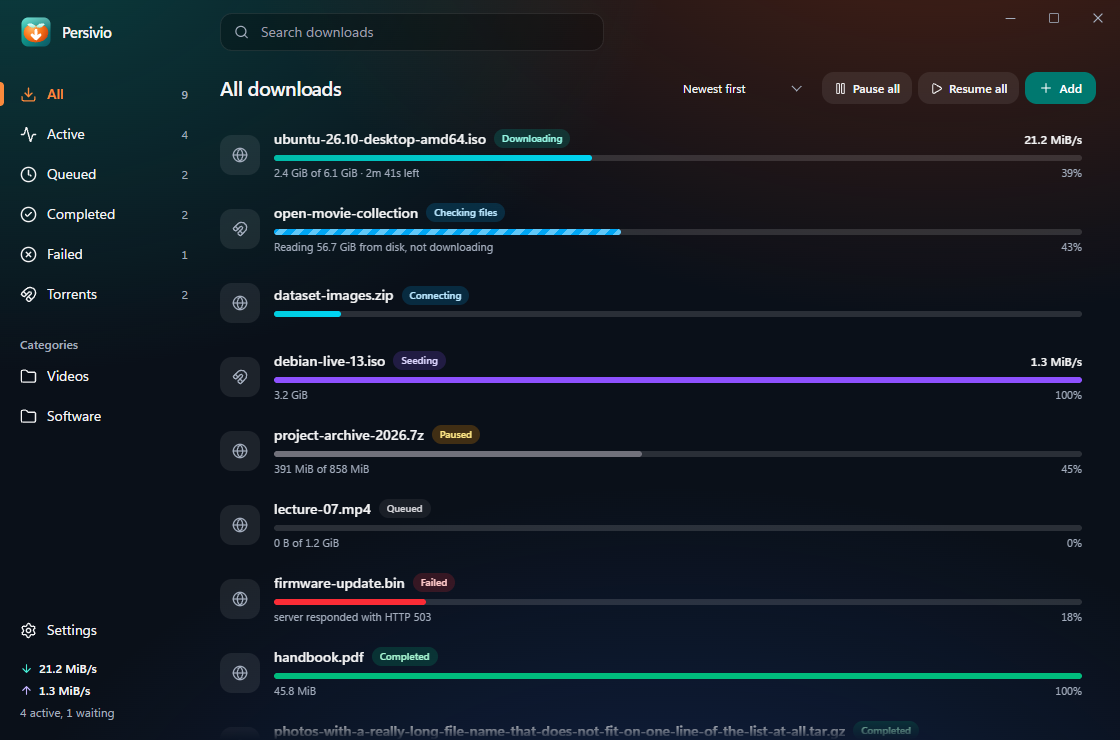 Persivio
Search downloads
All 9
Active 4
Queued 2
Completed 2
Failed 1
Torrents 2
Categories
Videos
Software
Settings
21.2 MiB/s
1.3 MiB/s
4 active, 1 waiting
All downloads
Newest first
Pause all
Resume all
Add
ubuntu-26.10-desktop-amd64.iso Downloading 21.2 MiB/s
2.4 GiB of 6.1 GiB · 2m 41s left 39%
open-movie-collection Checking files
Reading 56.7 GiB from disk, not downloading 43%
dataset-images.zip Connecting
debian-live-13.iso Seeding 1.3 MiB/s
3.2 GiB 100%
project-archive-2026.7z Paused
391 MiB of 858 MiB 45%
lecture-07.mp4 Queued
0 B of 1.2 GiB 0%
firmware-update.bin Failed
server responded with HTTP 503 18%
handbook.pdf Completed
45.8 MiB 100%
photos-with-a-really-long-file-name-that-does-not-fit-on-one-line-of-the-list-at-all.tar.gz Completed